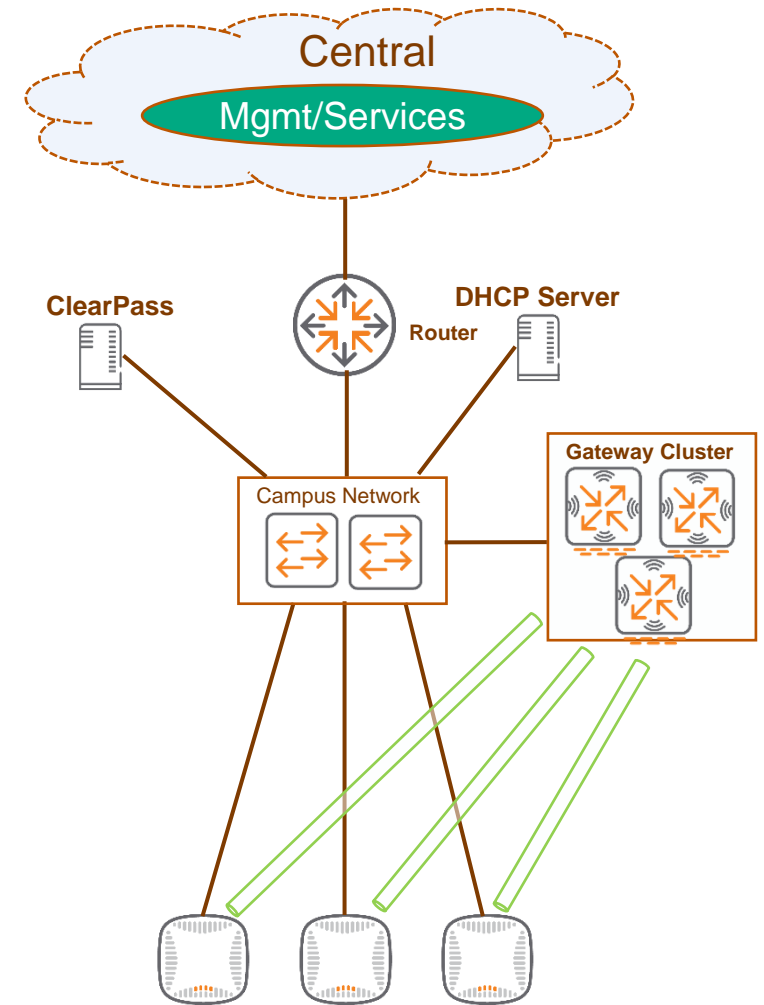 Central
Mgmt/Services
ClearPass
DHCP Server
Router
Gateway Cluster
Campus Network